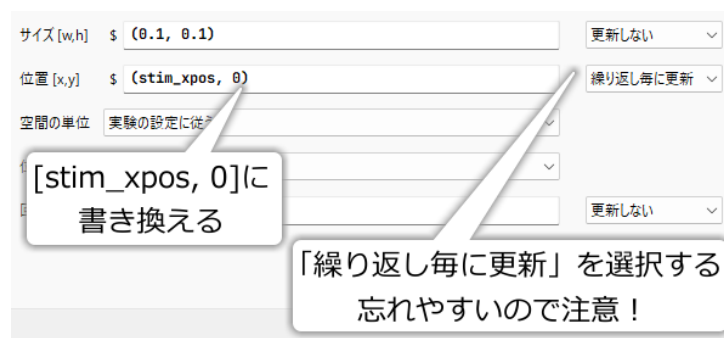 サイズ [w,h] $ (0.1, 0.1) 更新しない
位置 [x,y] $ (stim_xpos, 0) 繰り返し毎に更新
空間の単位 実験の設定に従
[stim_xpos, 0]に
書き換える
更新しない
「繰り返し毎に更新」を選択する
忘れやすいので注意！